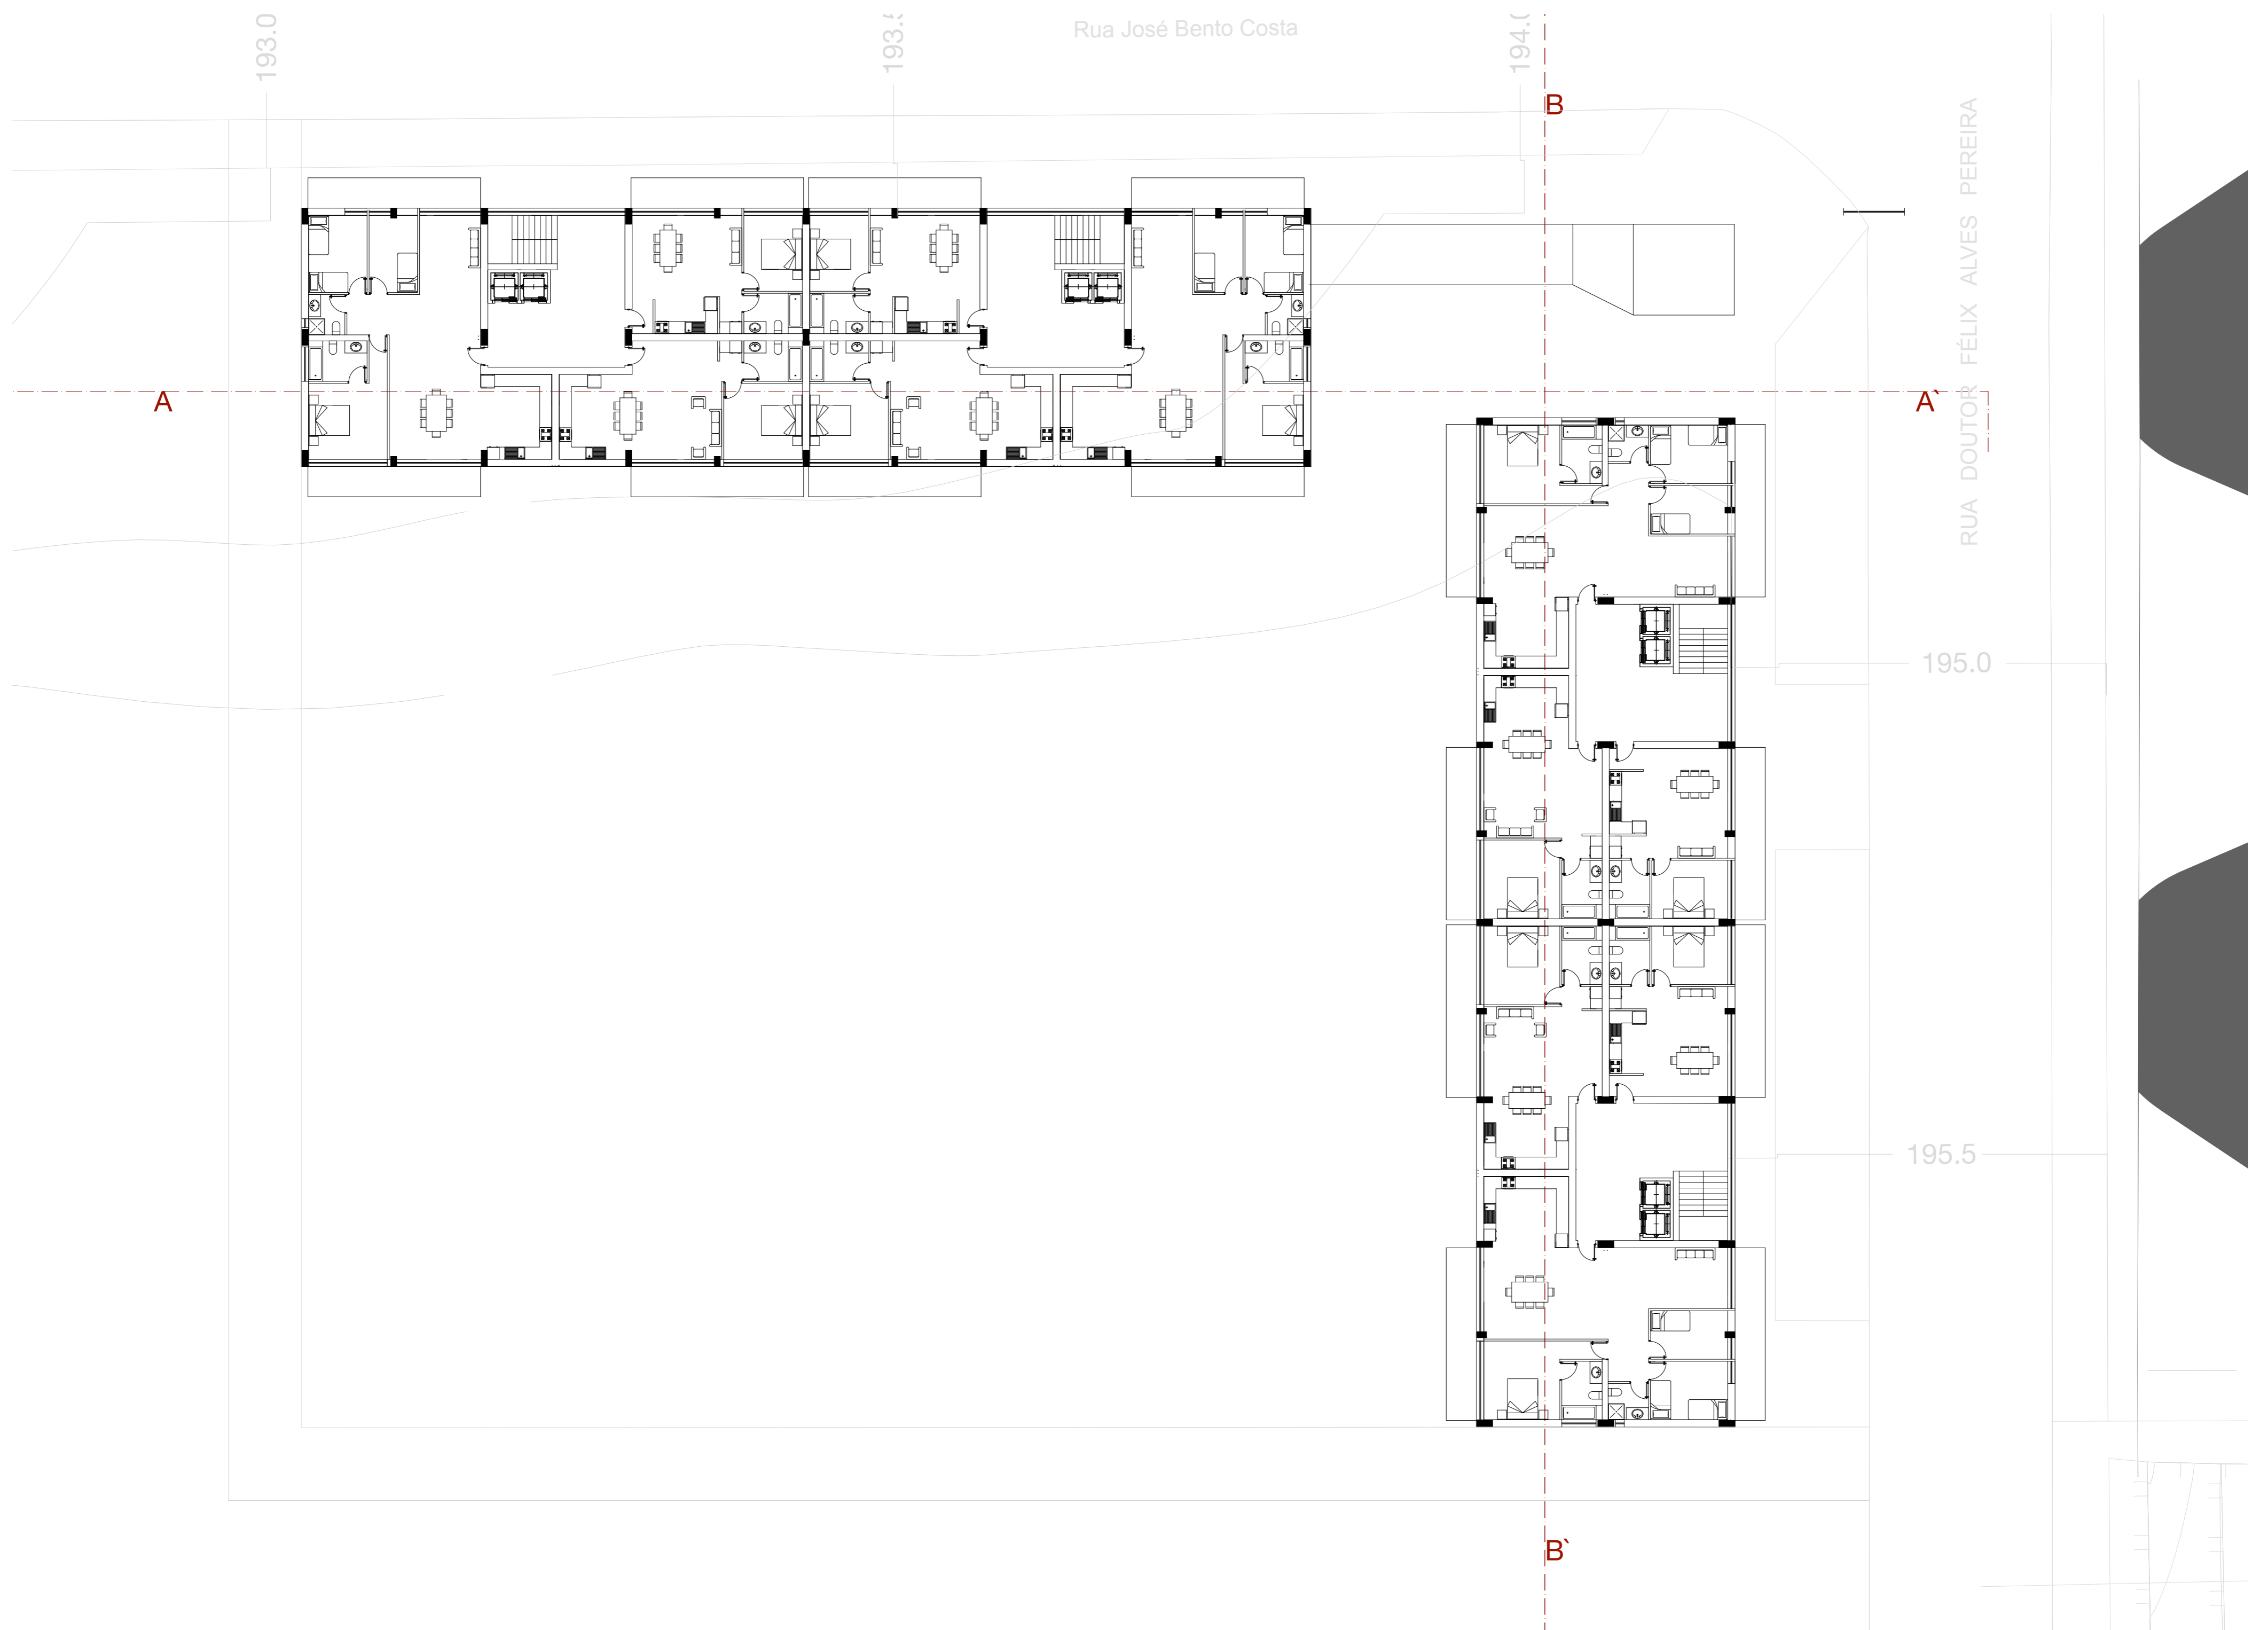 Rua José Bento Costa
193.0
B
RUA DOUTOR FÉLIX ALVES PEREIRA
A
A`
195.0
195.5
B`